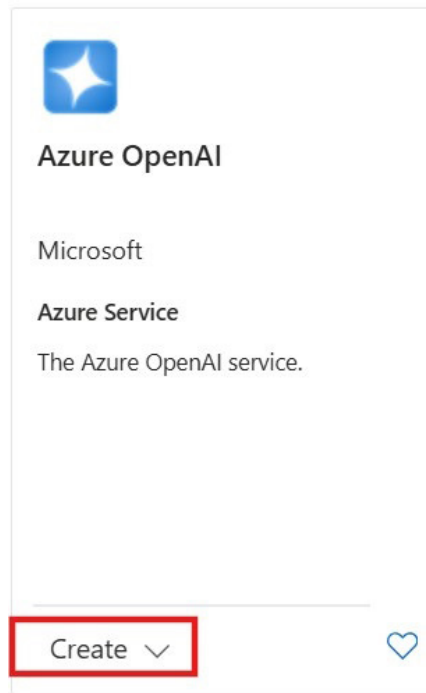 Azure OpenAI
Microsoft
Azure Service
The Azure OpenAI service.
Create